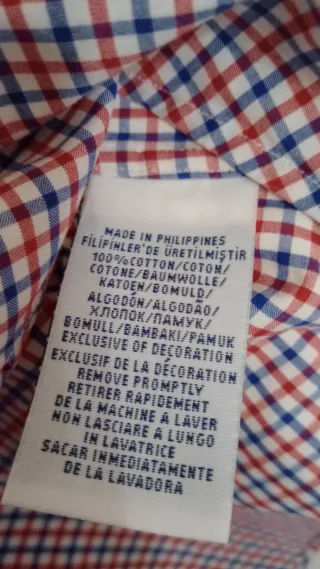 MADE IN PHILIPPINES
FİLİPİNLER'DE ÜRETİLMİŞTİR
100%COTTON/COTON/
COTONE/BAUMWOLLE/
KATOEN/BOMULD/
ALGODÓN/ALGODÃO/
ХЛОПОК/ПАМУК/
BOMULL/BAMBAKI/PAMUK
EXCLUSIVE OF DECORATION
EXCLUSIF DE LA DÉCORATION
REMOVE PROMPTLY
RETIRER RAPIDEMENT
DE LA MACHINE A LAVER
NON LASCIARE A LUNGO
IN LAVATRICE
SACAR INMEDIATAMENTE
DE LA LAVADORA